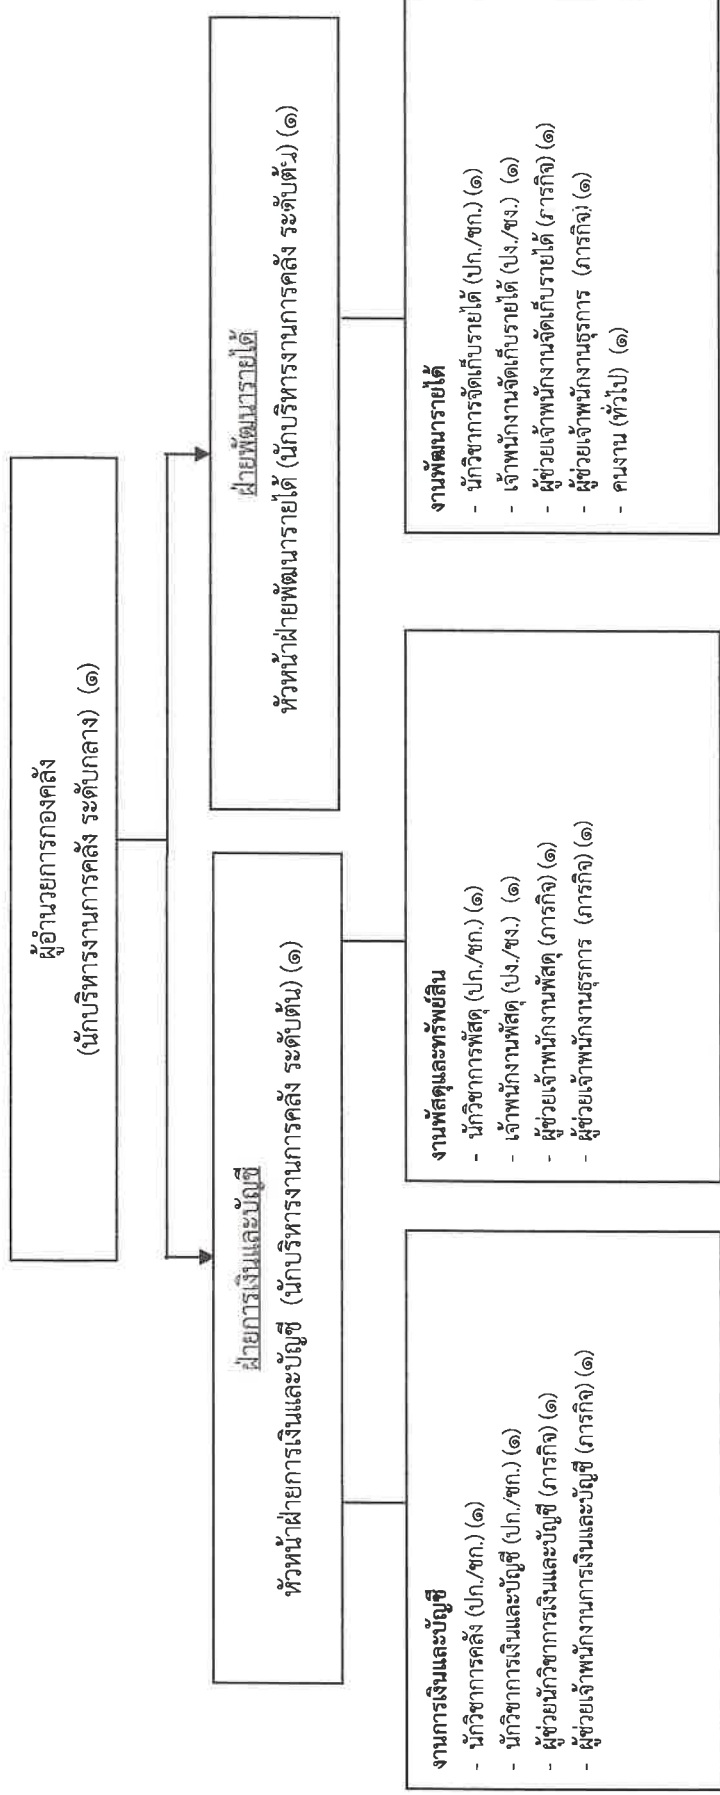 ผู้อำนวยการกองคลัง
(นักบริหารงานการคลัง ระดับกลาง) (๑)
ฝ่ายการเงินและบัญชี
หัวหน้าฝ่ายการเงินและบัญชี (นักบริหารงานการคลัง ระดับต้น) (๑)
ฝ่ายพัฒนารายได้
หัวหน้าฝ่ายพัฒนารายได้ (นักบริหารงานการคลัง ระดับต้น) (๑)
งานการเงินและบัญชี
- นักวิชาการคลัง (ปก./ชก.) (๑)
- นักวิชาการเงินและบัญชี (ปก./ชก.) (๑)
- ผู้ช่วยนักวิชาการเงินและบัญชี (ภารกิจ) (๑)
- ผู้ช่วยเจ้าพนักงานการเงินและบัญชี (ภารกิจ) (๑)
งานพัสดุและทรัพย์สิน
- นักวิชาการพัสดุ (ปก./ชก.) (๑)
- เจ้าพนักงานพัสดุ (ปง./ชง.) (๑)
- ผู้ช่วยเจ้าพนักงานพัสดุ (ภารกิจ) (๑)
- ผู้ช่วยเจ้าพนักงานธุรการ (ภารกิจ) (๑)
งานพัฒนารายได้
- นักวิชาการจัดเก็บรายได้ (ปก./ชก.) (๑)
- เจ้าพนักงานจัดเก็บรายได้ (ปง./ชง.) (๑)
- ผู้ช่วยเจ้าพนักงานจัดเก็บรายได้ (ภารกิจ) (๑)
- ผู้ช่วยเจ้าพนักงานธุรการ (ภารกิจ) (๑)
- คนงาน (ทั่วไป) (๑)